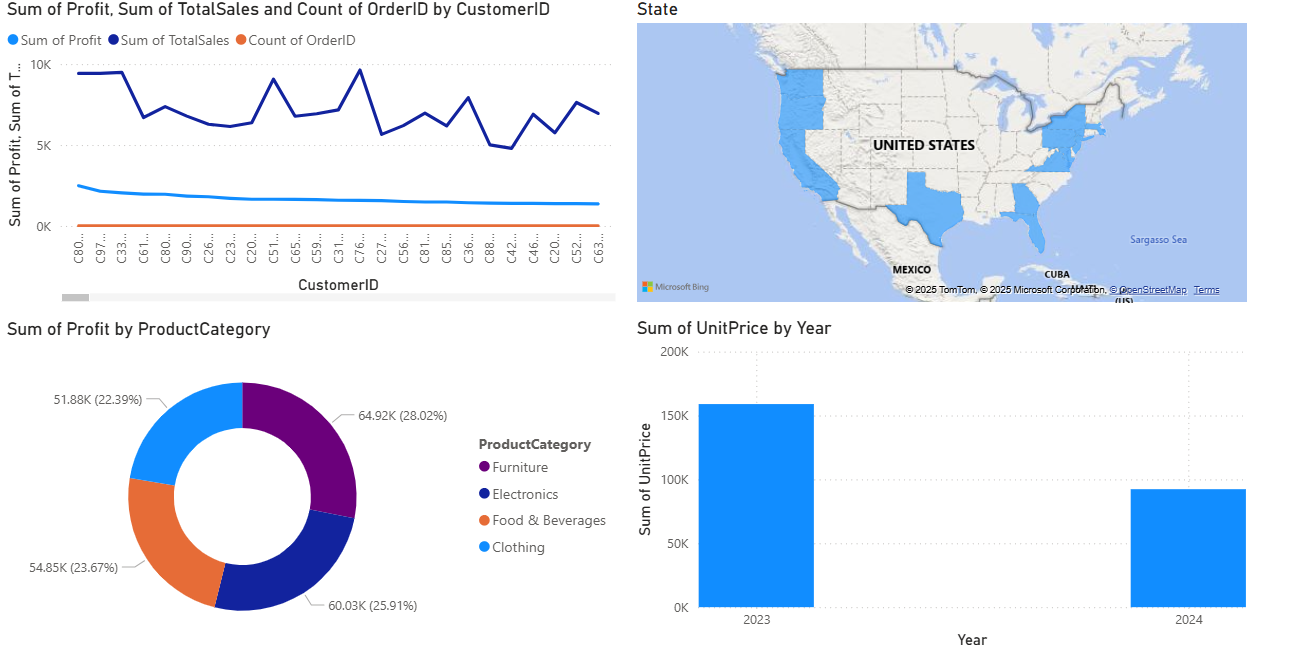 Sum of Profit, Sum of TotalSales and Count of OrderID by CustomerID
Sum of Profit Sum of TotalSales Count of OrderID
Sum of Profit, Sum of T...
10K
5K
0K
C80... C97... C33... C61... C80... C90... C26... C23... C20... C51... C65... C59... C31... C76... C27... C56... C81... C85... C36... C88... C42... C46... C20... C52... C63...
CustomerID
State
UNITED STATES
MEXICO
CUBA
Sargasso Sea
(US)
Microsoft Bing
© 2025 TomTom, © 2025 Microsoft Corporation, © OpenStreetMap Terms
Sum of Profit by ProductCategory
51.88K (22.39%)
64.92K (28.02%)
54.85K (23.67%)
60.03K (25.91%)
ProductCategory
Furniture
Electronics
Food & Beverages
Clothing
Sum of UnitPrice by Year
Sum of UnitPrice
200K
150K
100K
50K
0K
2023 2024
Year